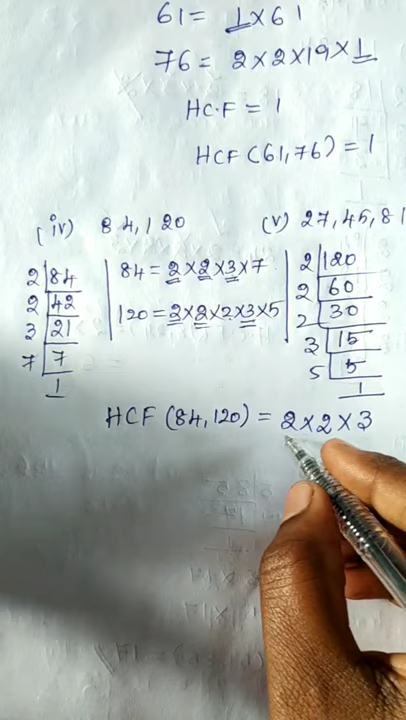 61 = 1 × 61
76 = 2 × 2 × 19 × 1
HC.F = 1
HCF (61, 76) = 1
(iv) 84, 120
(v) 27, 45, 81
2 | 84
2 | 42
3 | 21
7 | 7
1
84 = 2 × 2 × 3 × 7
120 = 2 × 2 × 2 × 3 × 5
2 | 120
2 | 60
2 | 30
3 | 15
5 | 5
1
HCF (84, 120) = 2 × 2 × 3